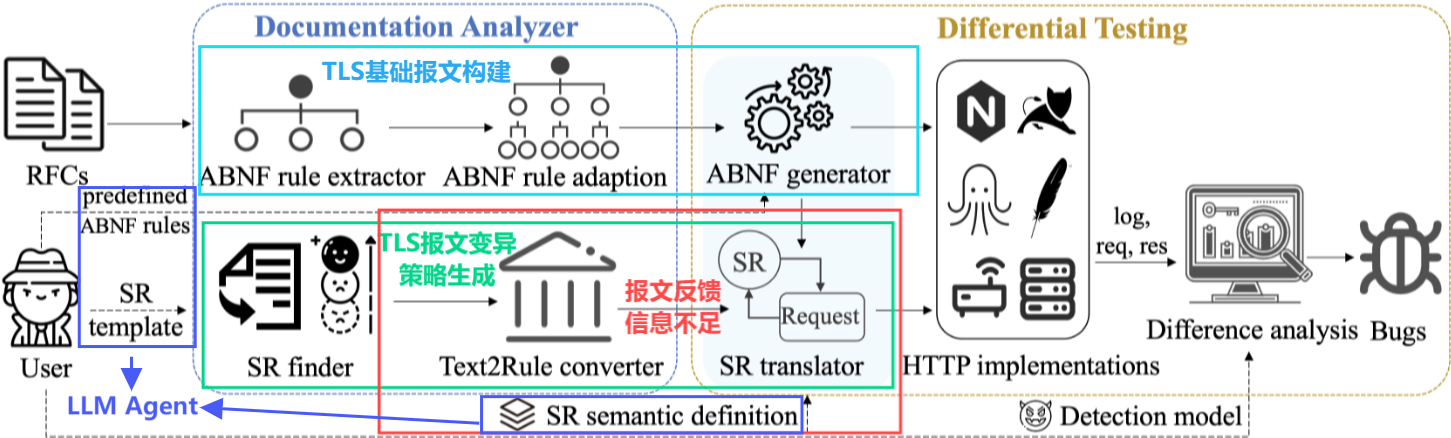 Documentation Analyzer
Differential Testing
TLS基础报文构建
RFCs
ABNF rule extractor
ABNF rule adaption
ABNF generator
predefined
ABNF rules
SR
template
User
TLS报文变异
策略生成
SR finder
Text2Rule converter
报文反馈
信息不足
SR
Request
SR translator
N
HTTP implementations
log,
req, res
Difference analysis
Bugs
LLM Agent
SR semantic definition
Detection model